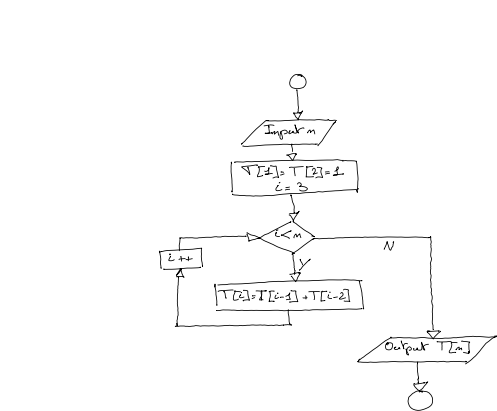 Input n
T[1]=T[2]=1
i=3
i<n
N
Y
i++
T[i]=T[i-1]+T[i-2]
Output T[n]